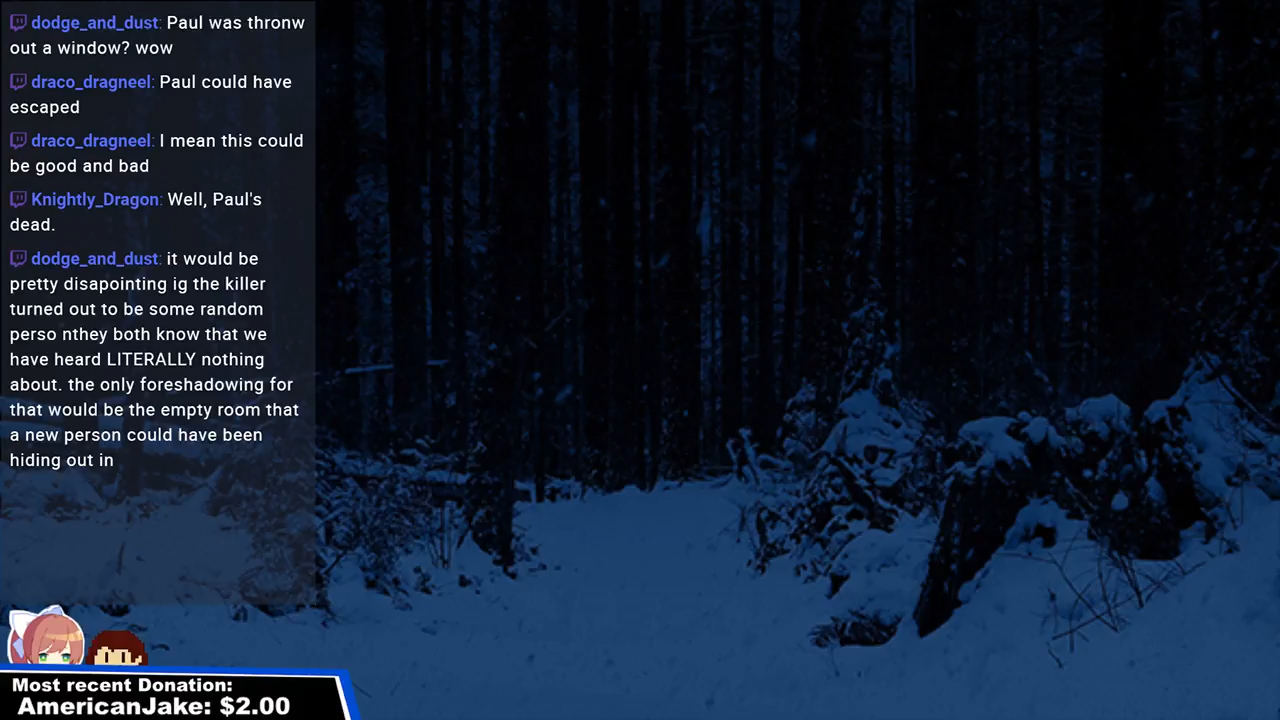 dodge_and_dust: Paul was thronw
out a window? wow
draco_dragneel: Paul could have
escaped
draco_dragneel: I mean this could
be good and bad
Knightly_Dragon: Well, Paul's
dead.
dodge_and_dust: it would be
pretty disapointing ig the killer
turned out to be some random
perso nthey both know that we
have heard LITERALLY nothing
about. the only foreshadowing for
that would be the empty room that
a new person could have been
hiding out in
Most recent Donation:
AmericanJake: $2.00